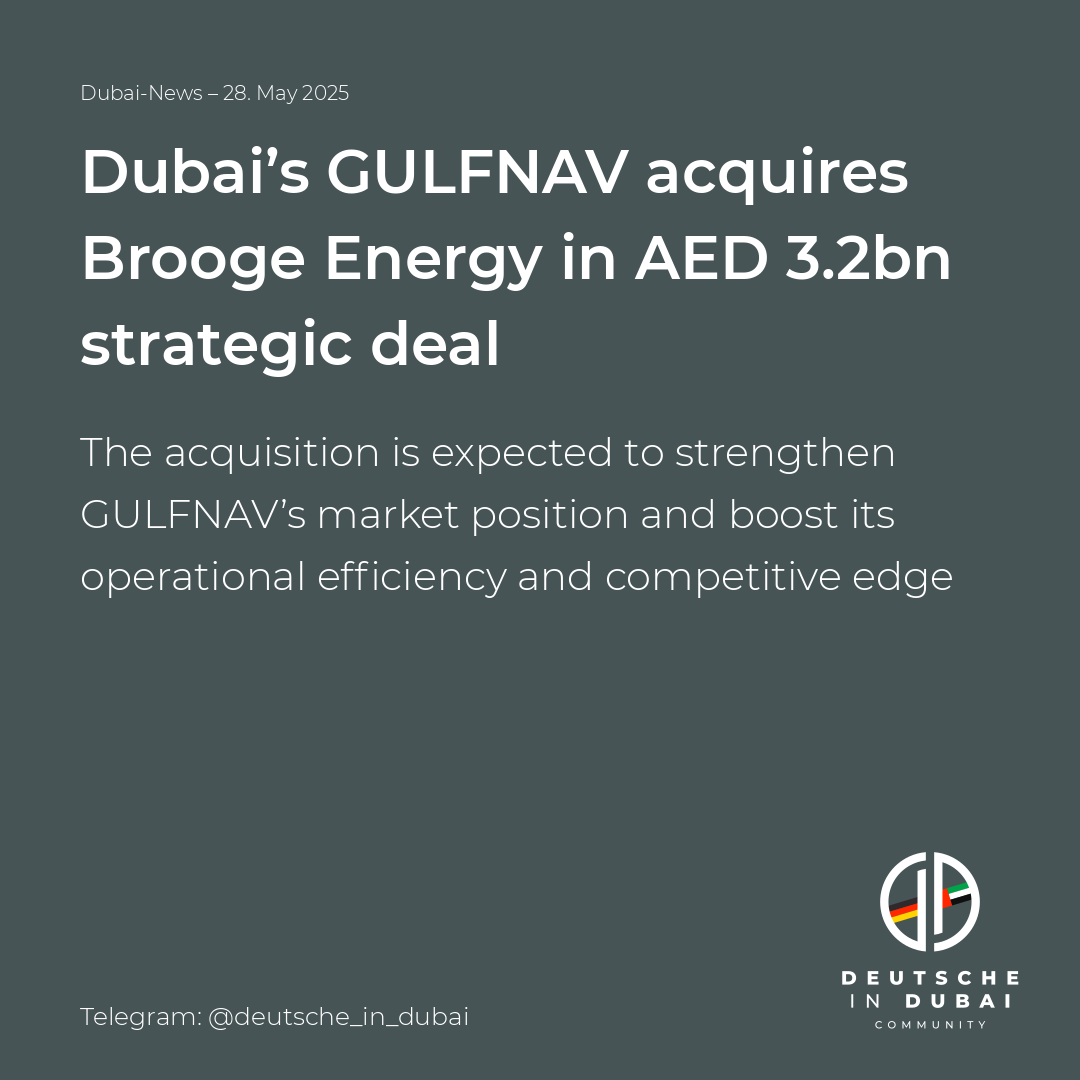 Dubai-News – 28. May 2025
Dubai’s GULFNAV acquires
Brooge Energy in AED 3.2bn
strategic deal
The acquisition is expected to strengthen
GULFNAV’s market position and boost its
operational efficiency and competitive edge
DEUTSCHE
IN DUBAI
COMMUNITY
Telegram: @deutsche_in_dubai